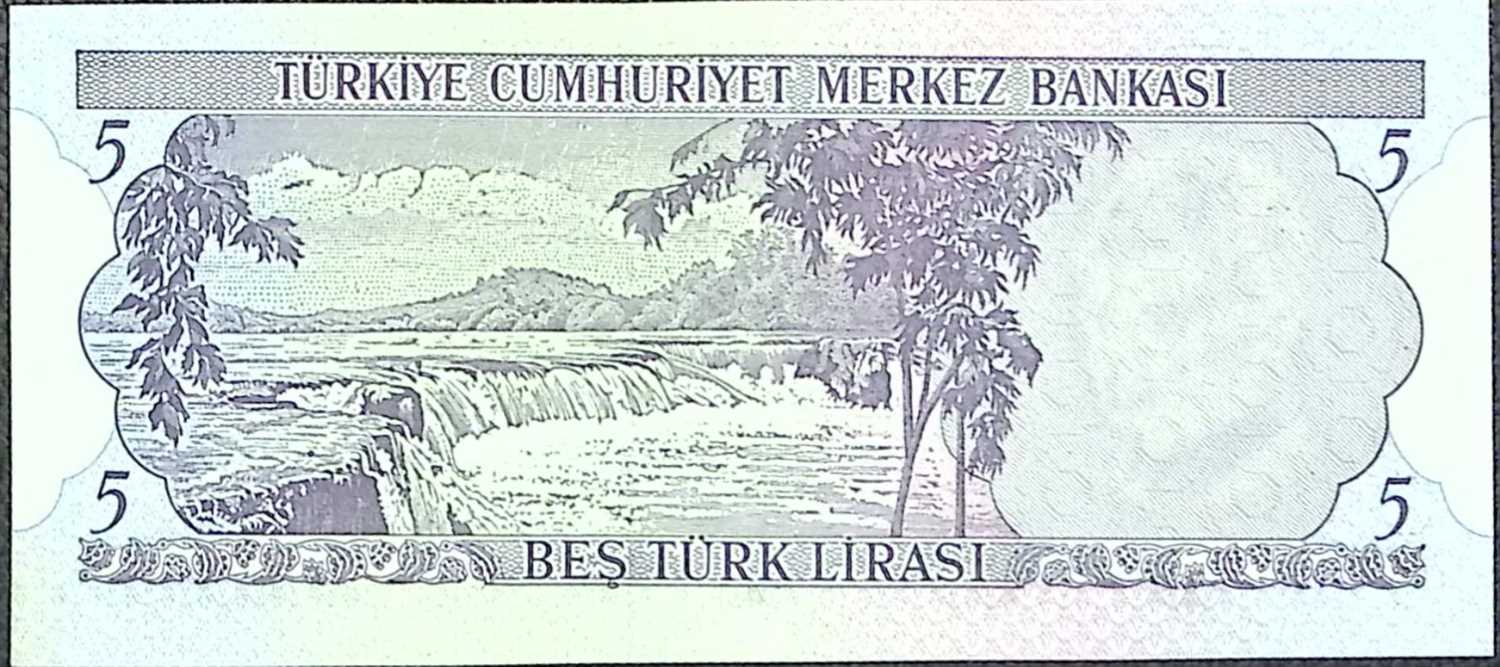 TÜRKİYE CUMHURİYET MERKEZ BANKASI
5 5
5 5
BEŞ TÜRK LİRASI